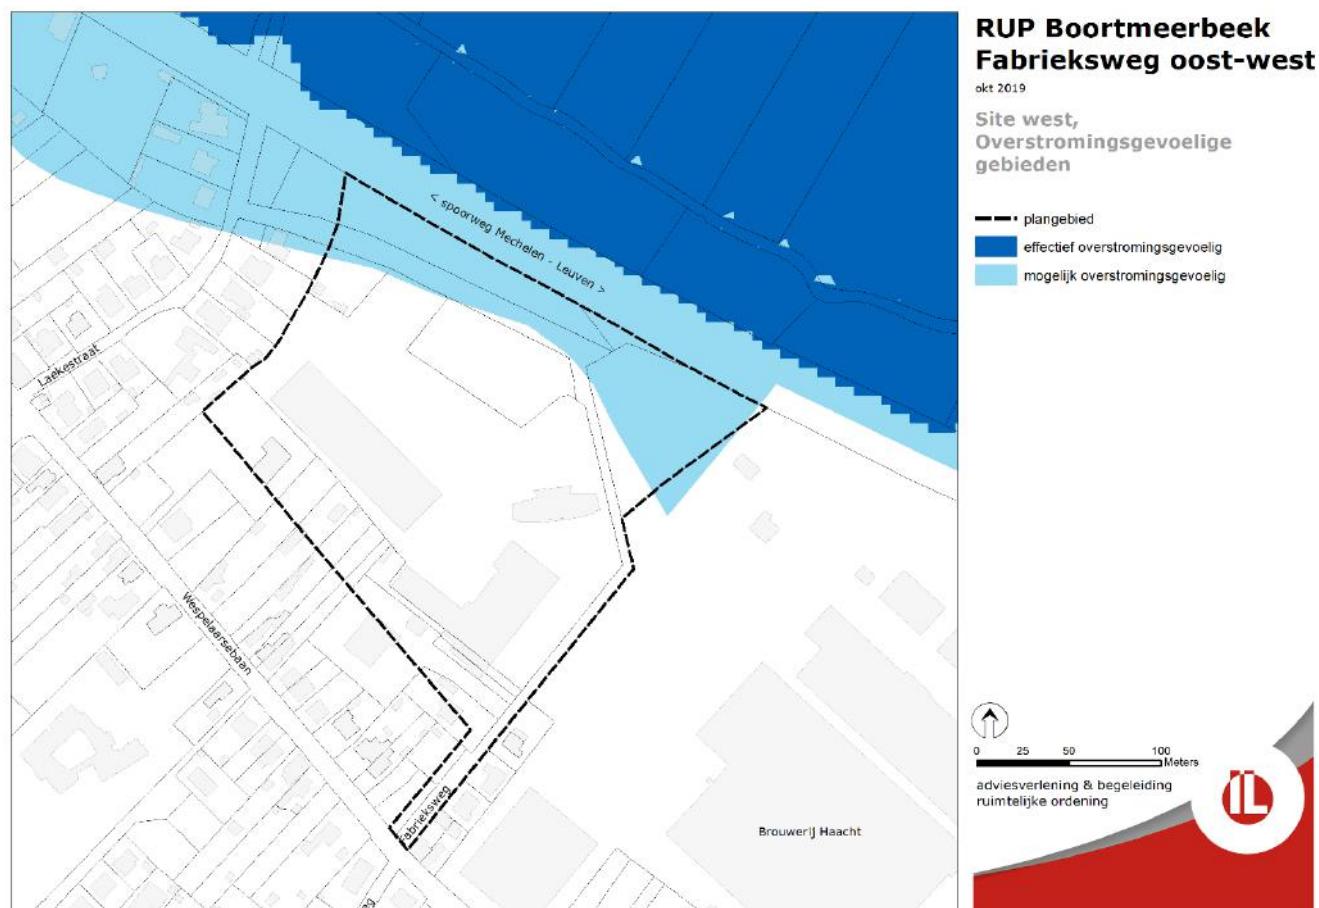 RUP Boortmeerbeek
Fabrieksweg oost-west
okt 2019
Site west,
Overstromingsgevoelige
gebieden
plangebied
effectief overstromingsgevoelig
mogelijk overstromingsgevoelig
< spoorweg Mechelen - Leuven >
Laekestraat
Wespelaarsebaan
Fabrieksweg
Brouwerij Haacht
0 25 50 100
Meters
adviesverlening & begeleiding
ruimtelijke ordening
IL